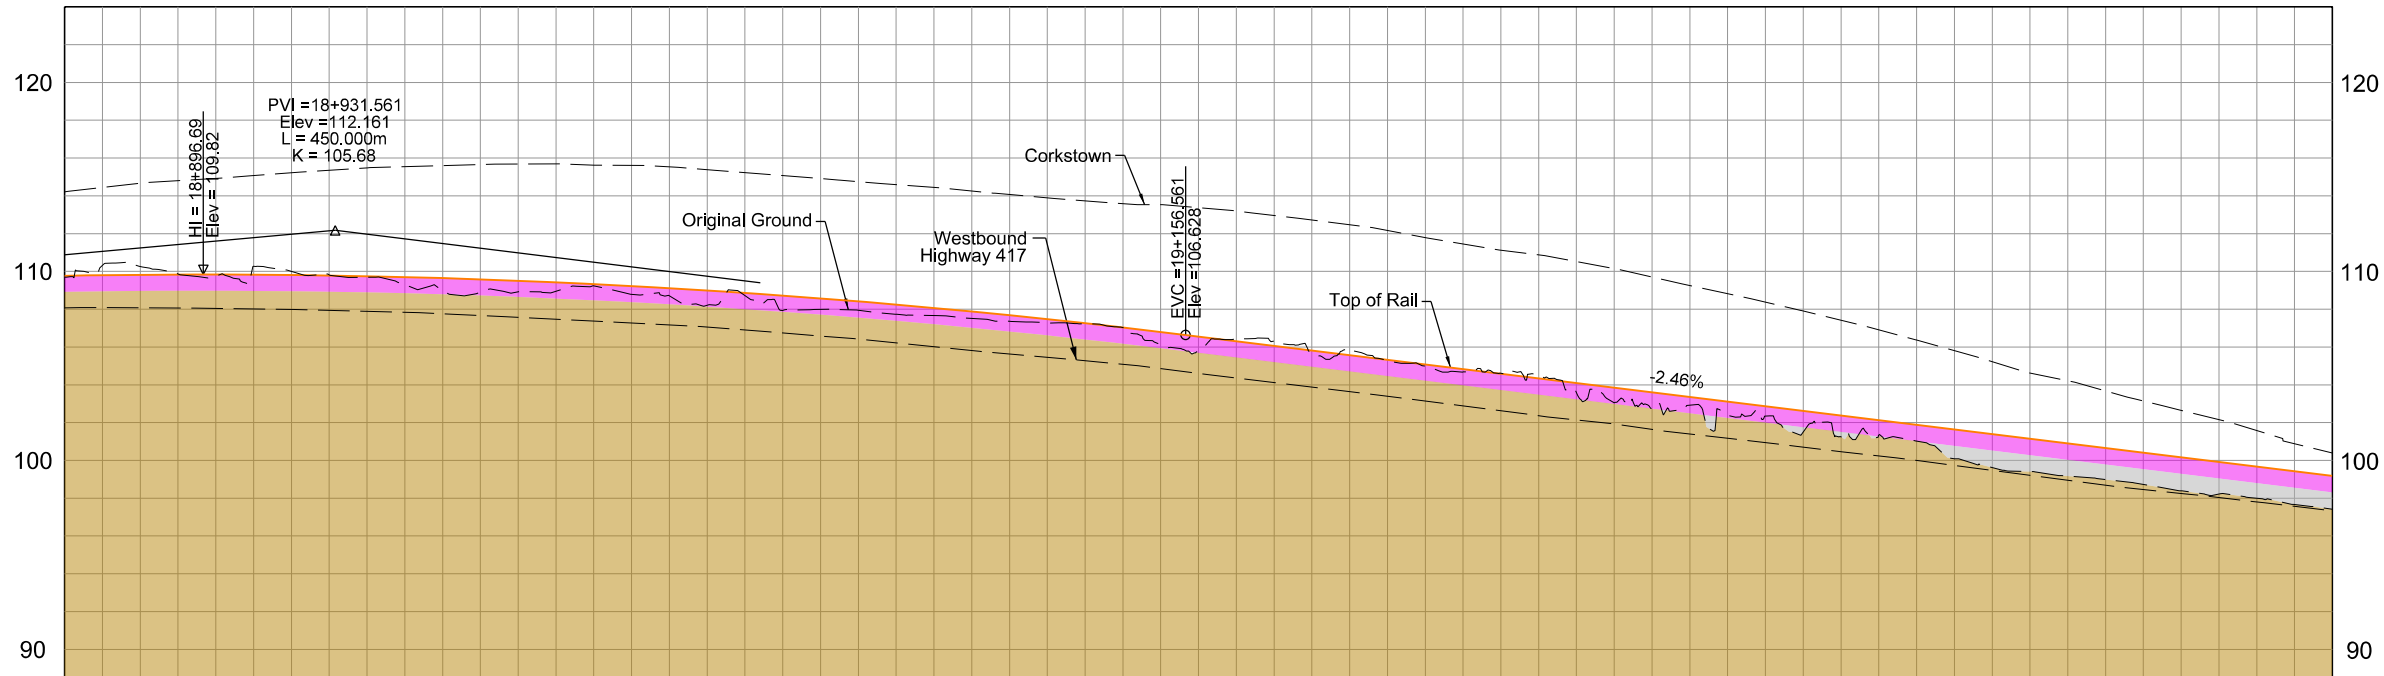 120
120
PVI =18+931.561
Elev =112.161
L = 450.000m
K = 105.68
HI = 18+896.69
Elev = 109.82
Corkstown
Original Ground
Westbound
Highway 417
EVC =19+156.561
Elev =106.628
110
110
Top of Rail
-2.46%
100
100
90
90